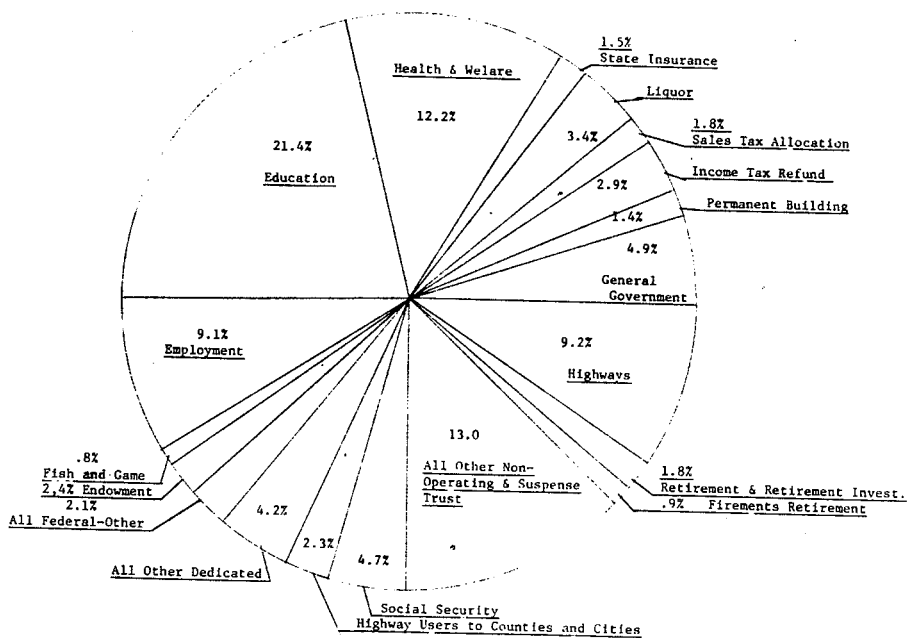 1.5%
State Insurance
Health & Welare
12.2%
Liquor
1.8%
Sales Tax Allocation
3.4%
21.4%
Education
Income Tax Refund
2.9%
Permanent Building
1.4%
4.9%
General
Government
9.1%
Employment
9.2%
Highways
13.0
All Other Non-
Operating & Suspense
Trust
.8%
Fish and Game
2,4% Endowment
2.1%
All Federal-Other
1.8%
Retirement & Retirement Invest.
.9% Firements Retirement
4.2%
2.3%
4.7%
All Other Dedicated
Social Security
Highway Users to Counties and Cities